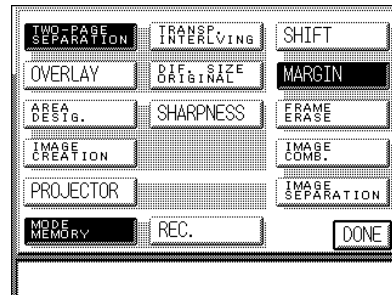 TWO-PAGE
SEPARATION
TRANSP.
INTERLVING
SHIFT
OVERLAY
DIF. SIZE
ORIGINAL
MARGIN
AREA
DESIG.
SHARPNESS
FRAME
ERASE
IMAGE
CREATION
IMAGE
COMB.
PROJECTOR
IMAGE
SEPARATION
MODE
MEMORY
REC.
DONE